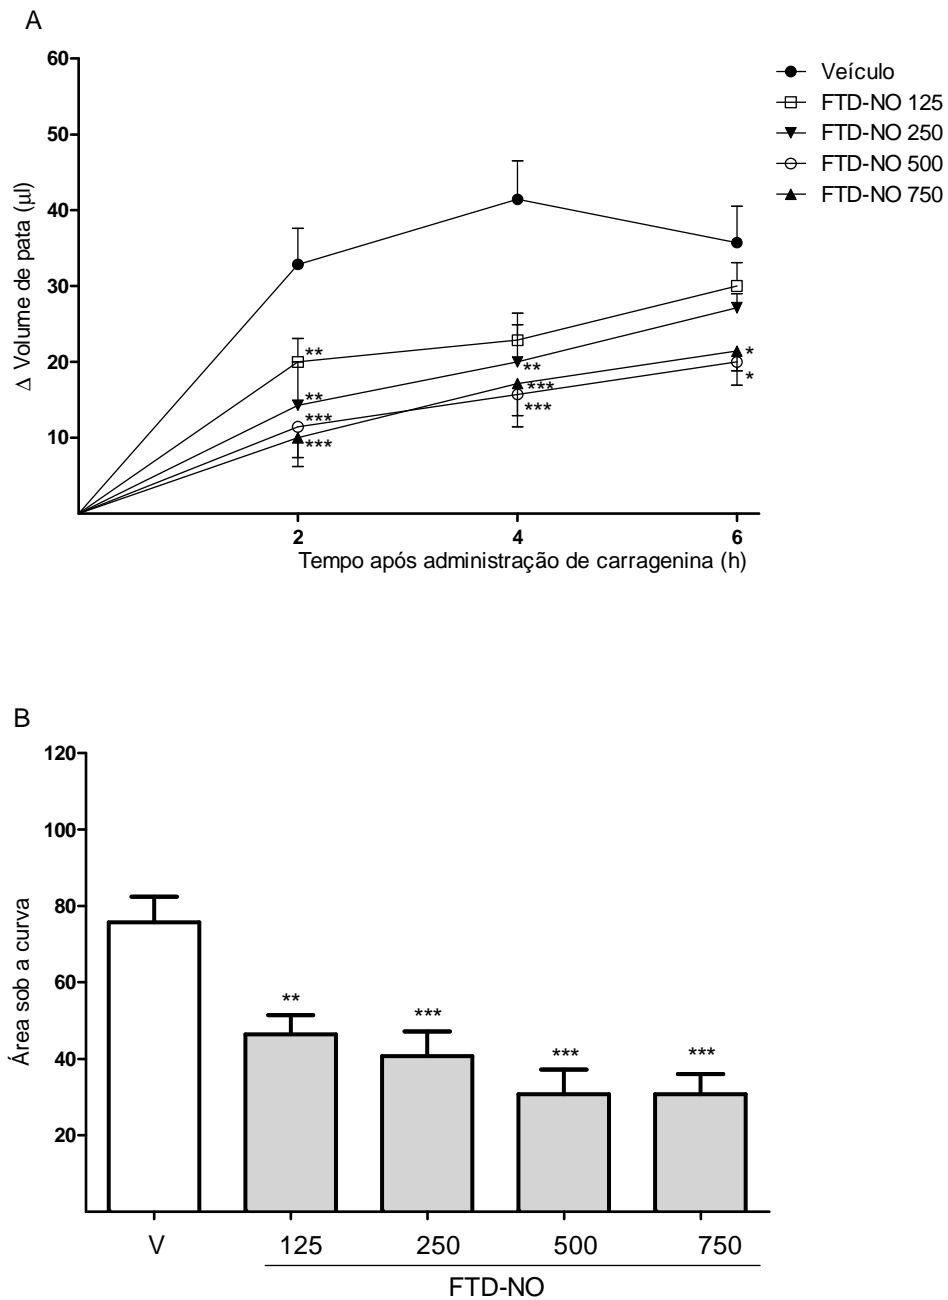 A
60
50
40
30
20
10
Δ Volume de pata (μl)
Veículo
FTD-NO 125
FTD-NO 250
FTD-NO 500
FTD-NO 750
**
**
***
***
**
***
***
*
*
2
4
6
Tempo após administração de carragenina (h)
B
120
100
80
60
40
20
Área sob a curva
**
***
***
***
V
125
250
500
750
FTD-NO